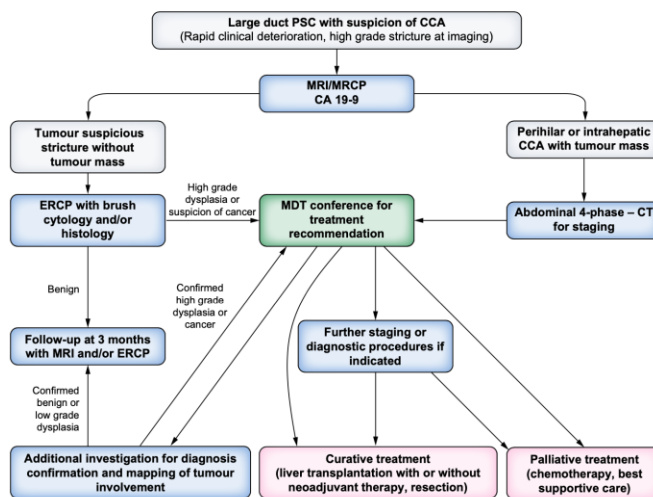 Large duct PSC with suspicion of CCA
(Rapid clinical deterioration, high grade stricture at imaging)
MRI/MRCP
CA 19-9
Tumour suspicious
stricture without
tumour mass
Perihilar or intrahepatic
CCA with tumour mass
ERCP with brush
cytology and/or
histology
High grade
dysplasia or
suspicion of cancer
MDT conference for
treatment
recommendation
Abdominal 4-phase – CT
for staging
Benign
Confirmed
high grade
dysplasia or
cancer
Follow-up at 3 months
with MRI and/or ERCP
Further staging or
diagnostic procedures if
indicated
Confirmed
benign or
low grade
dysplasia
Additional investigation for diagnosis
confirmation and mapping of tumour
involvement
Curative treatment
(liver transplantation with or without
neoadjuvant therapy, resection)
Palliative treatment
(chemotherapy, best
supportive care)